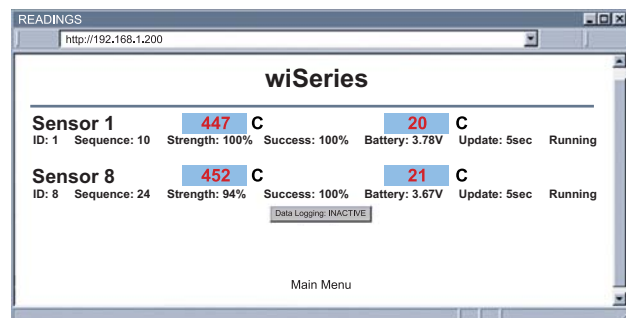 READINGS
http://192.168.1.200
wiSeries
Sensor 1 447 C 20 C
ID: 1 Sequence: 10 Strength: 100% Success: 100% Battery: 3.78V Update: 5sec Running
Sensor 8 452 C 21 C
ID: 8 Sequence: 24 Strength: 94% Success: 100% Battery: 3.67V Update: 5sec Running
Data Logging: INACTIVE
Main Menu